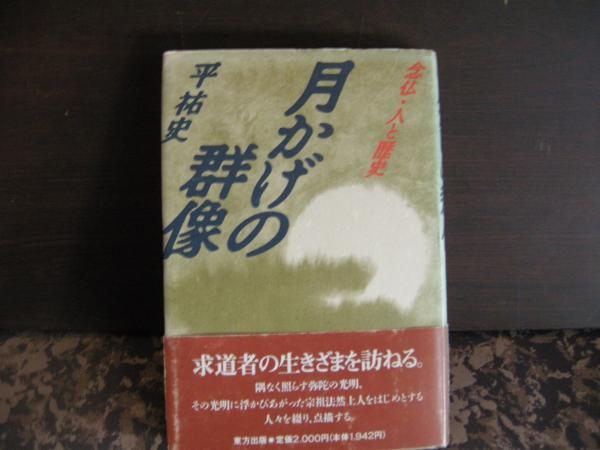 念仏・人と歴史
月かげの
群像
平祐史
求道者の生きざまを訪ねる。
隅なく照らす弥陀の光明、
その光明に浮かびあがった宗祖法然上人をはじめとする
人々を綴り、点描する。
東方出版●定価2,000円(本体1,942円)